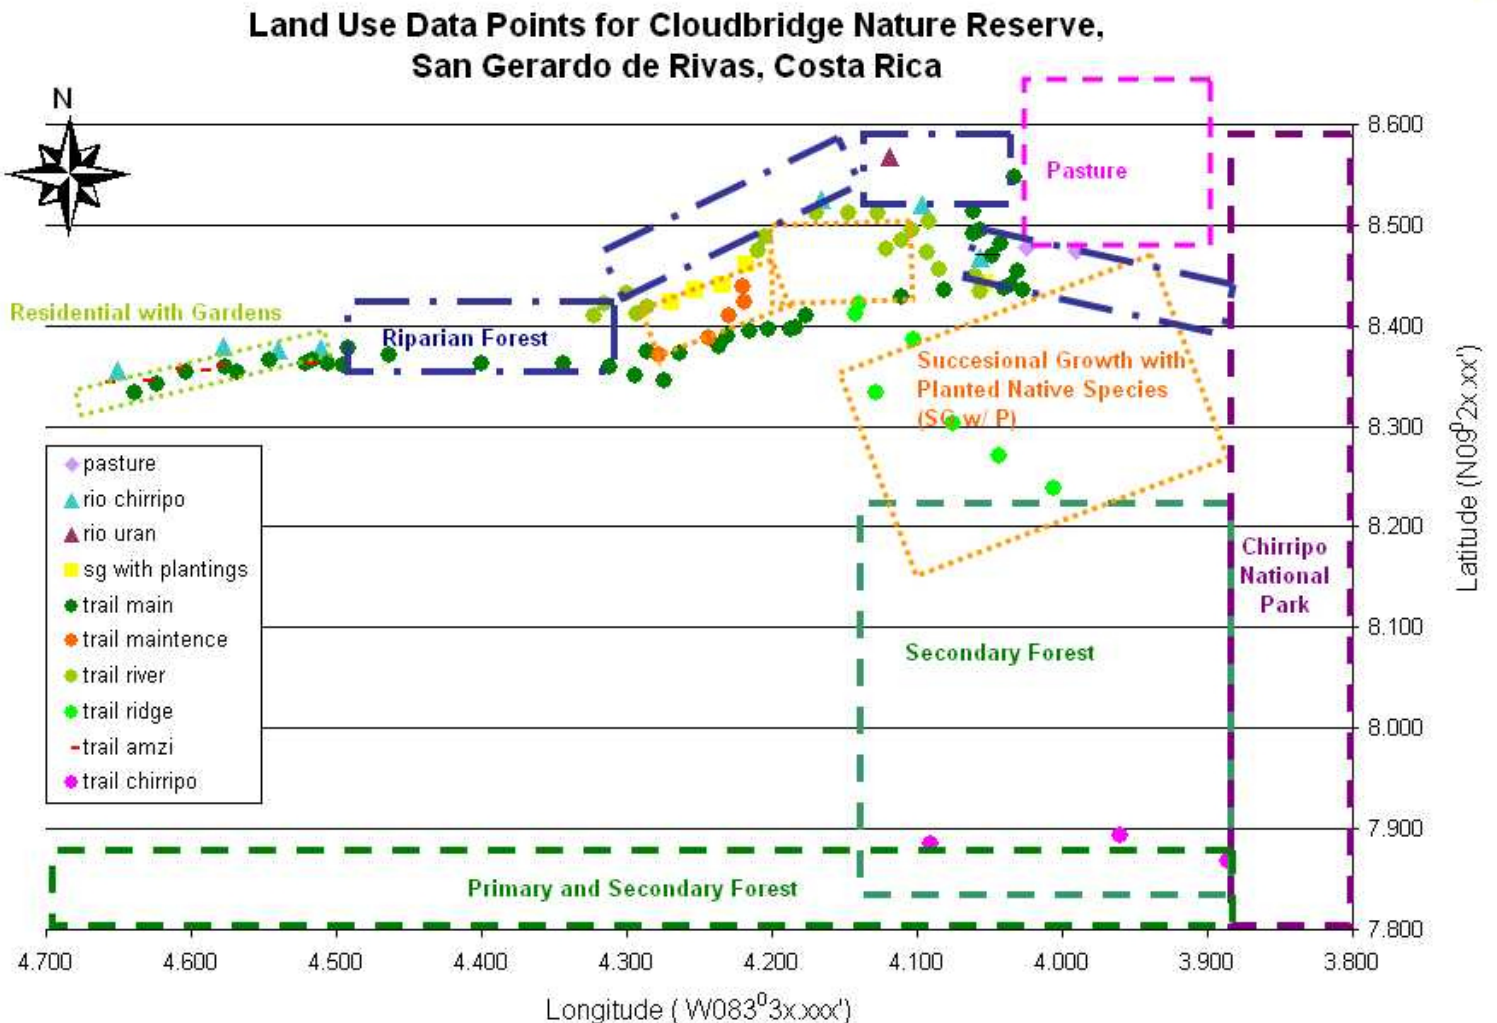 Land Use Data Points for Cloudbridge Nature Reserve,
San Gerardo de Rivas, Costa Rica
N
8.600
Pasture
8.500
Residential with Gardens
Riparian Forest
8.400
Succesional Growth with
Planted Native Species
(SG w/ P)
8.300
pasture
rio chirripo
rio uran
sg with plantings
trail main
trail maintence
trail river
trail ridge
trail amzi
trail chirripo
8.200
Chirripo
National
Park
8.100
Secondary Forest
8.000
7.900
Primary and Secondary Forest
7.800
Latitude (N09⁰2x.xx')
4.700 4.600 4.500 4.400 4.300 4.200 4.100 4.000 3.900 3.800
Longitude ( W083⁰3x.xxx')